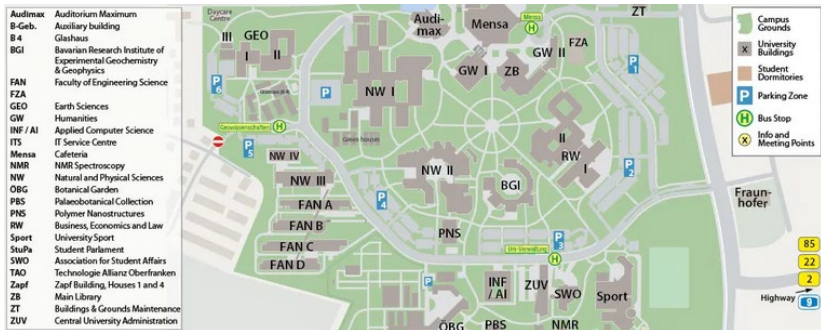 Audimax Auditorium Maximum
B-Geb. Auxiliary building
B 4 Glashaus
BGI Bavarian Research Institute of
Experimental Geochemistry
& Geophysics
FAN Faculty of Engineering Science
FZA
GEO Earth Sciences
GW Humanities
INF / AI Applied Computer Science
ITS IT Service Centre
Mensa Cafeteria
NMR NMR Spectroscopy
NW Natural and Physical Sciences
ÖBG Botanical Garden
PBS Palaeobotanical Collection
PNS Polymer Nanostructures
RW Business, Economics and Law
Sport University Sport
StuPa Student Parlament
SWO Association for Student Affairs
TAO Technologie Allianz Oberfranken
Zapf Zapf Building, Houses 1 and 4
ZB Main Library
ZT Buildings & Grounds Maintenance
ZUV Central University Administration
Daycare
Centre
III
GEO
I
II
P
6
Audi-
max
Mensa
Mensa
H
ZT
GW II
FZA
GW I
ZB
P
1
NW I
P
Geowissenschaften
H
P
5
Greenhouses
NW IV
NW III
FAN A
FAN B
FAN C
FAN D
P
4
NW II
BGI
PNS
II
RW
I
P
2
Uni-Verwaltung
P
3
H
P
INF
/ AI
ZUV
SWO
Sport
ÖBG
PBS
NMR
Fraun-
hofer
85
22
2
Highway
9
Campus
Grounds
X
University
Buildings
Student
Dormitories
P
Parking Zone
H
Bus Stop
X
Info and
Meeting Points